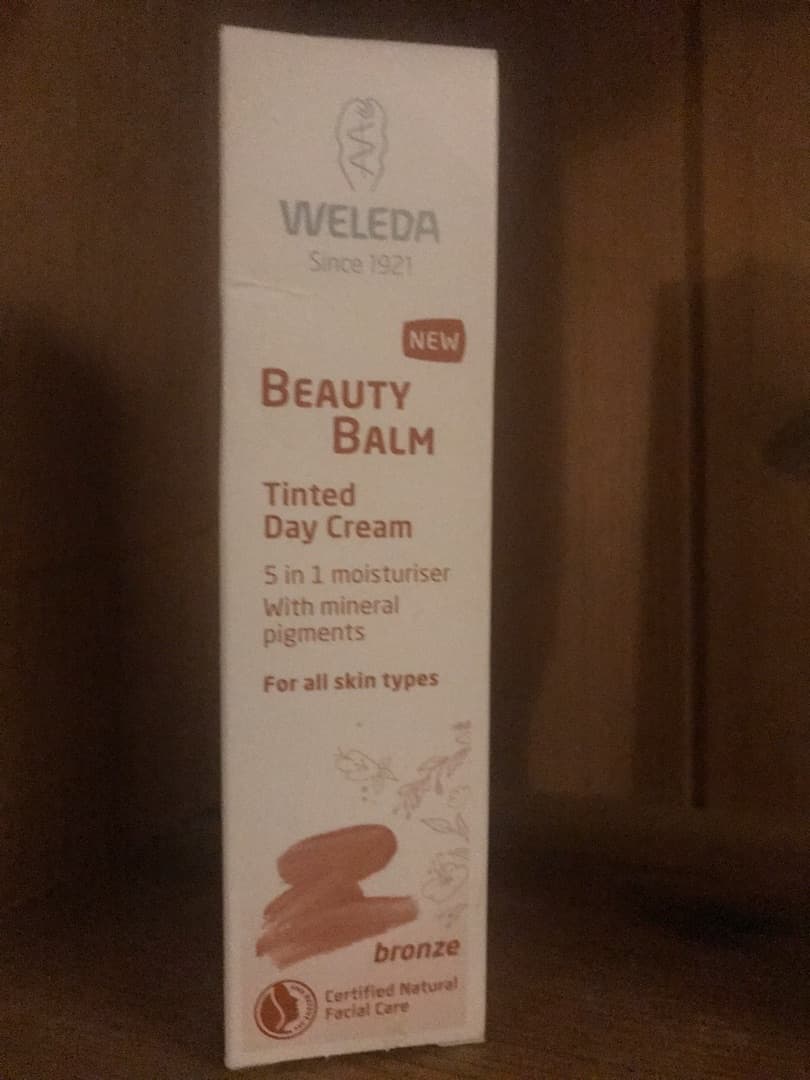 WELEDA
Since 1921
NEW
BEAUTY
BALM
Tinted
Day Cream
5 in 1 moisturiser
With mineral
pigments
For all skin types
bronze
Certified Natural
Facial Care